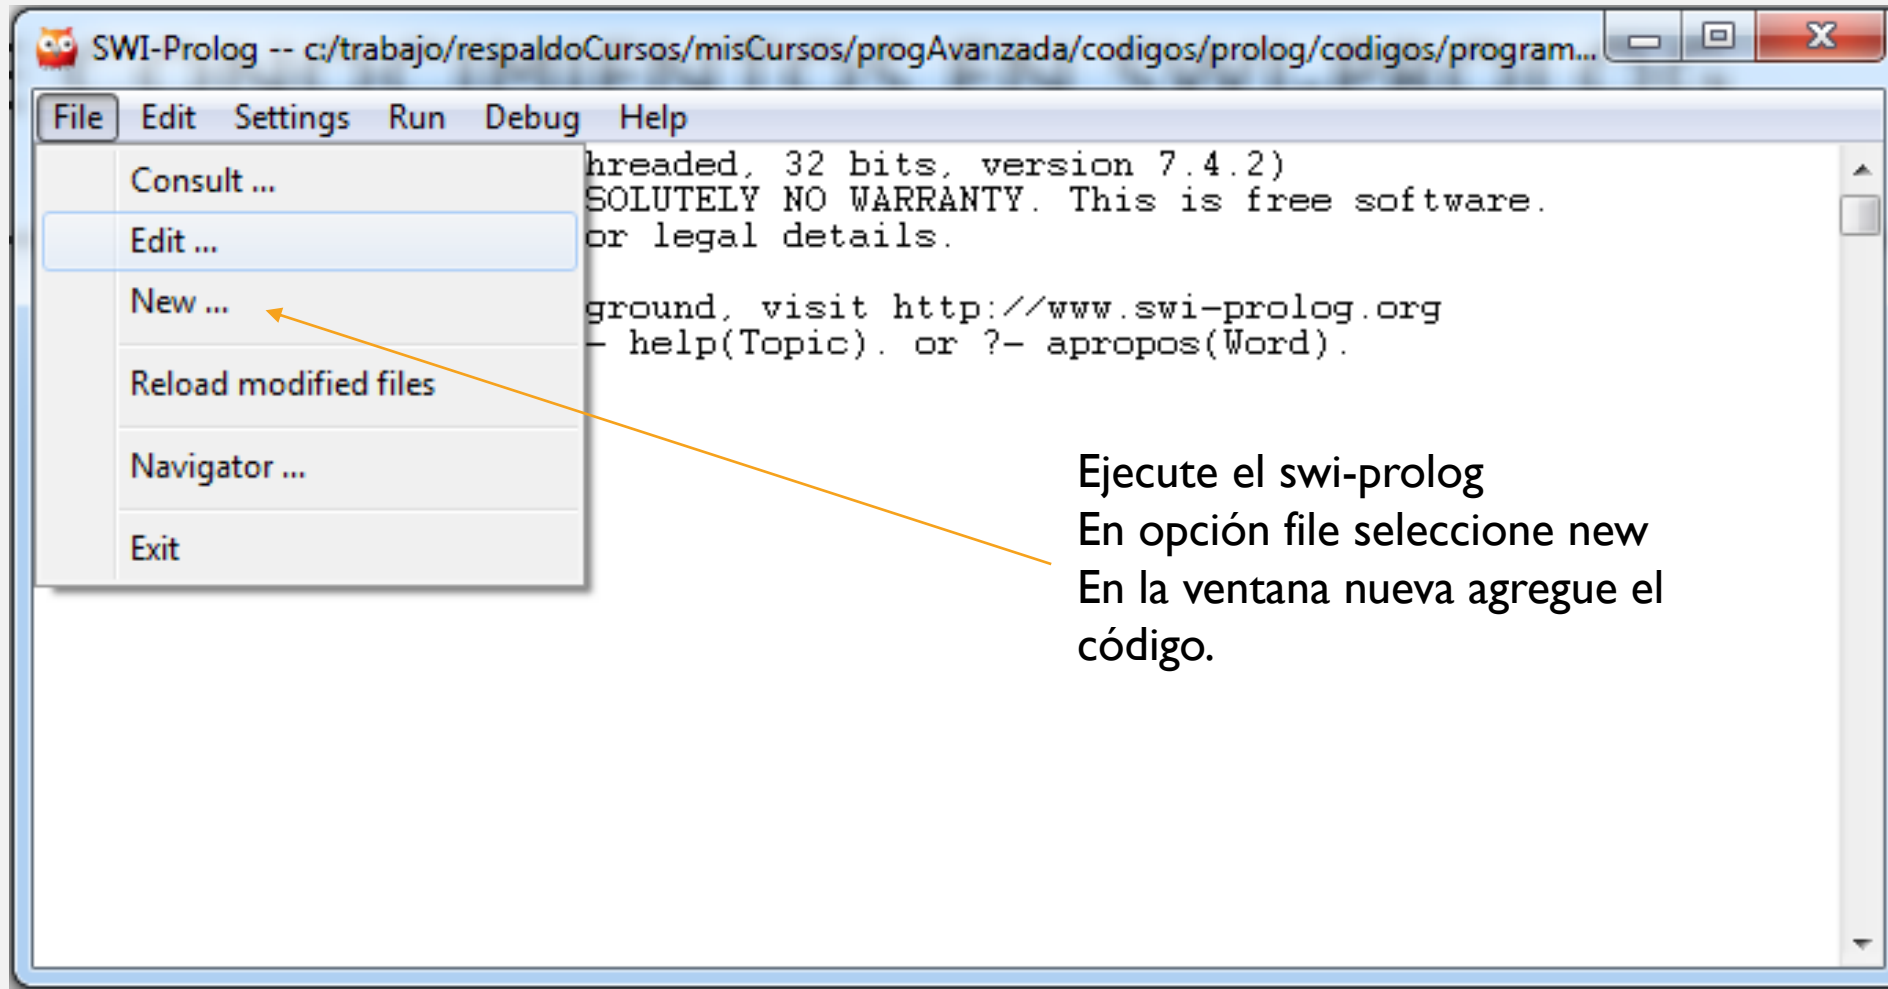 SWI-Prolog -- c:/trabajo/respaldoCursos/misCursos/progAvanzada/codigos/prolog/codigos/program...
File Edit Settings Run Debug Help
Consult ...
Edit ...
New ...
Reload modified files
Navigator ...
Exit
hreaded, 32 bits, version 7.4.2)
SOLUTELY NO WARRANTY. This is free software.
or legal details.
ground, visit http://www.swi-prolog.org
- help(Topic). or ?- apropos(Word).
Ejecute el swi-prolog
En opción file seleccione new
En la ventana nueva agregue el
código.